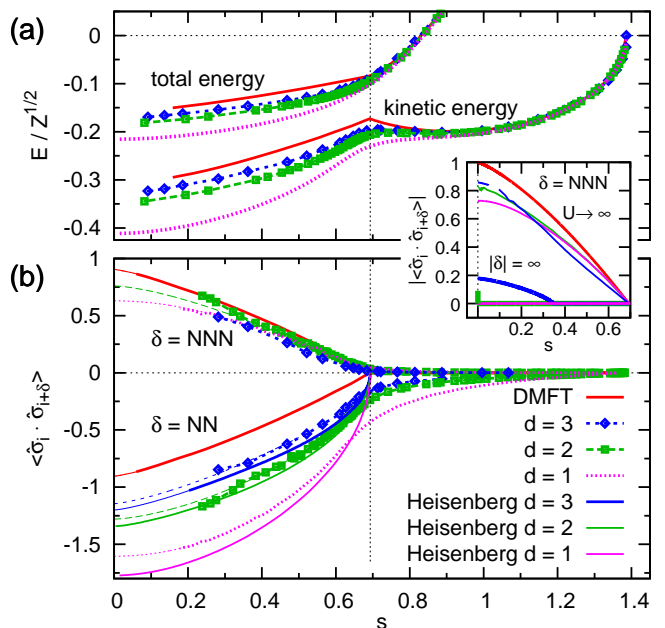 (a)
0
-0.1
-0.2
-0.3
-0.4
E / Z^{1/2}
total energy
kinetic energy
1
0.8
0.6
0.4
0.2
0
|<σ̂_i · σ̂_{i+δ}>|
δ = NNN
U→ ∞
|δ| = ∞
0.2 0.4 0.6
s
(b)
1
0.5
0
-0.5
-1
-1.5
<σ̂_i · σ̂_{i+δ}>
δ = NNN
δ = NN
DMFT
d = 3
d = 2
d = 1
Heisenberg d = 3
Heisenberg d = 2
Heisenberg d = 1
0 0.2 0.4 0.6 0.8 1 1.2 1.4
s